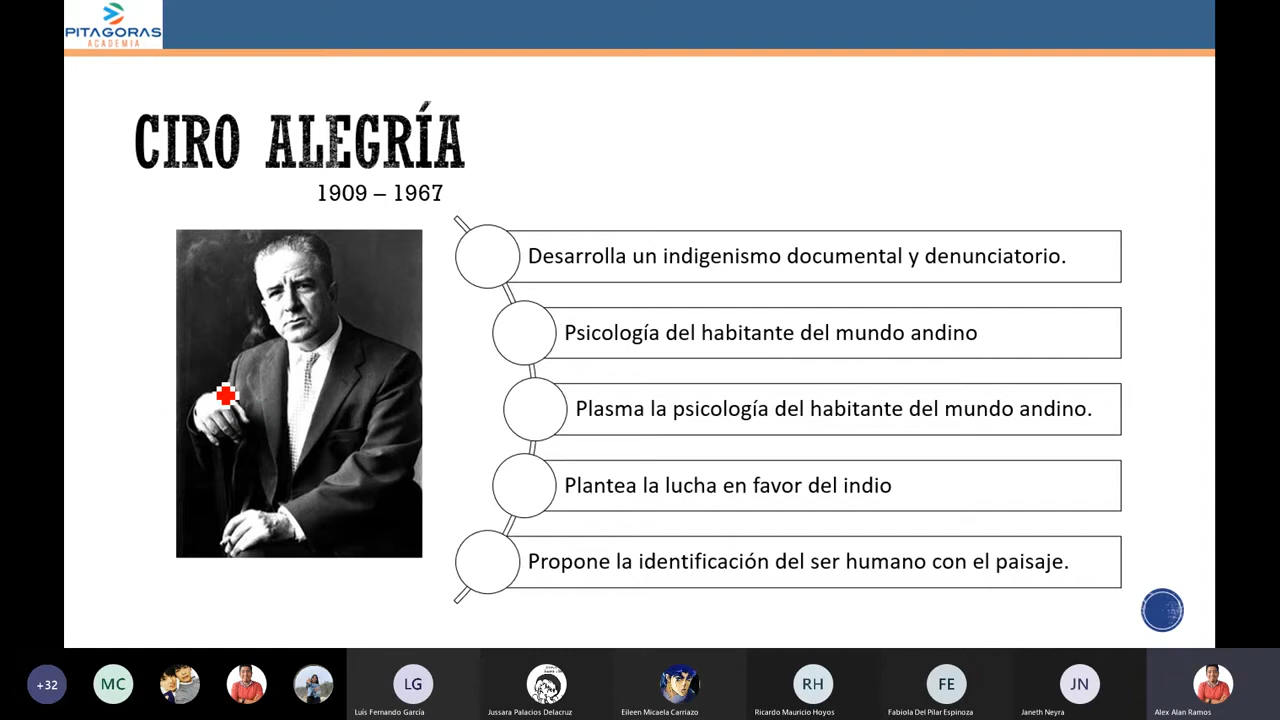 PITAGORAS
ACADEMIA
CIRO ALEGRÍA
1909 – 1967
Desarrolla un indigenismo documental y denunciatorio.
Psicología del habitante del mundo andino
Plasma la psicología del habitante del mundo andino.
Plantea la lucha en favor del indio
Propone la identificación del ser humano con el paisaje.
+32
MC
LG
RH
FE
JN
Luis Fernando García
Jussara Palacios Delacruz
Eileen Micaela Carriazo
Ricardo Mauricio Hoyos
Fabiola Del Pilar Espinoza
Janeth Neyra
Alex Alan Ramos